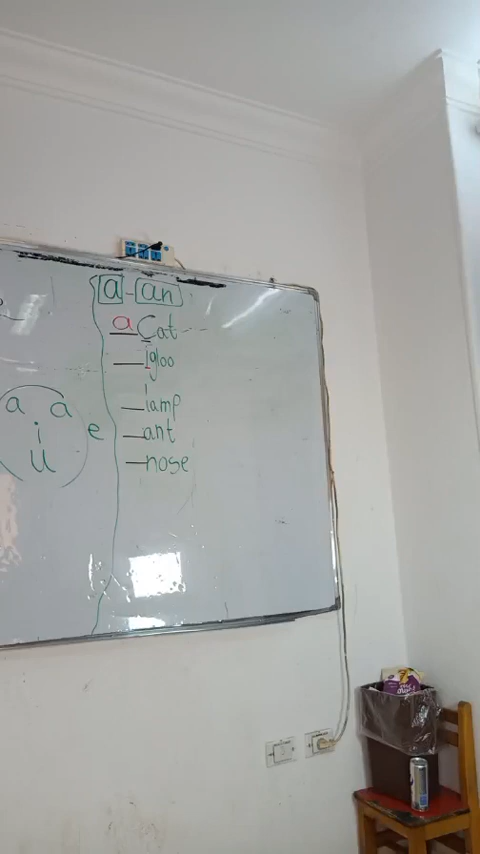 a - an
a Cat
_ Igloo
_ lamp
_ ant
_ nose
a a
i e
u